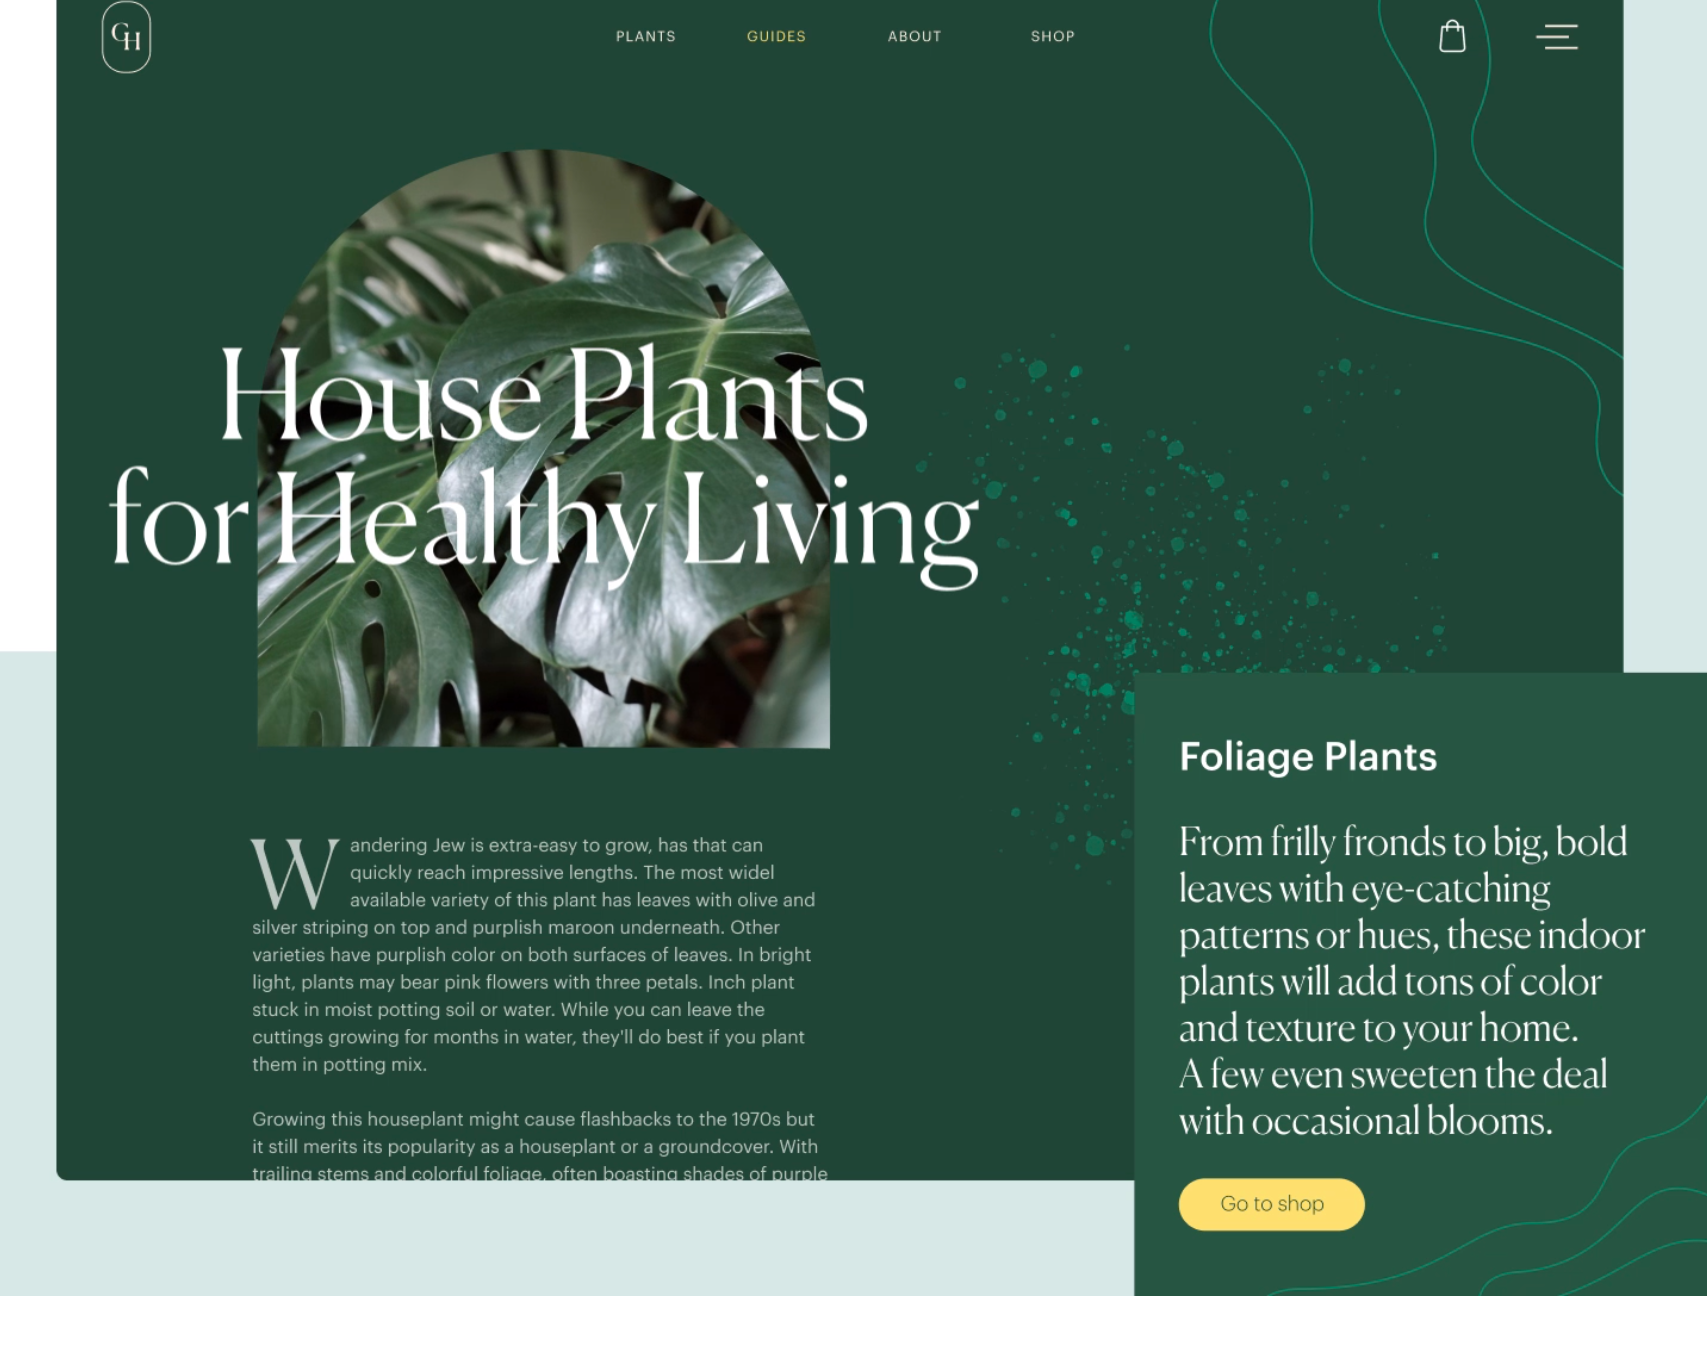 GH
PLANTS
GUIDES
ABOUT
SHOP
House Plants
for Healthy Living
Wandering Jew is extra-easy to grow, has that can
quickly reach impressive lengths. The most widel
available variety of this plant has leaves with olive and
silver striping on top and purplish maroon underneath. Other
varieties have purplish color on both surfaces of leaves. In bright
light, plants may bear pink flowers with three petals. Inch plant
stuck in moist potting soil or water. While you can leave the
cuttings growing for months in water, they'll do best if you plant
them in potting mix.
Growing this houseplant might cause flashbacks to the 1970s but
it still merits its popularity as a houseplant or a groundcover. With
trailing stems and colorful foliage, often boasting shades of purple
Foliage Plants
From frilly fronds to big, bold
leaves with eye-catching
patterns or hues, these indoor
plants will add tons of color
and texture to your home.
A few even sweeten the deal
with occasional blooms.
Go to shop